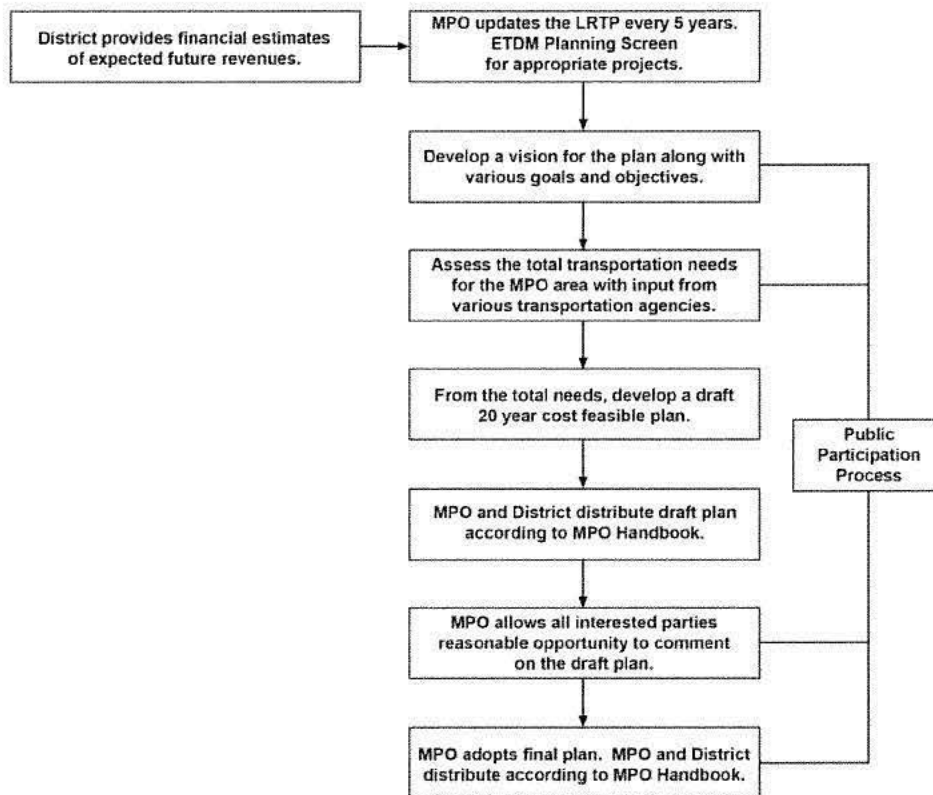 District provides financial estimates
of expected future revenues.
MPO updates the LRTP every 5 years.
ETDM Planning Screen
for appropriate projects.
Develop a vision for the plan along with
various goals and objectives.
Assess the total transportation needs
for the MPO area with input from
various transportation agencies.
From the total needs, develop a draft
20 year cost feasible plan.
Public
Participation
Process
MPO and District distribute draft plan
according to MPO Handbook.
MPO allows all interested parties
reasonable opportunity to comment
on the draft plan.
MPO adopts final plan.  MPO and District
distribute according to MPO Handbook.